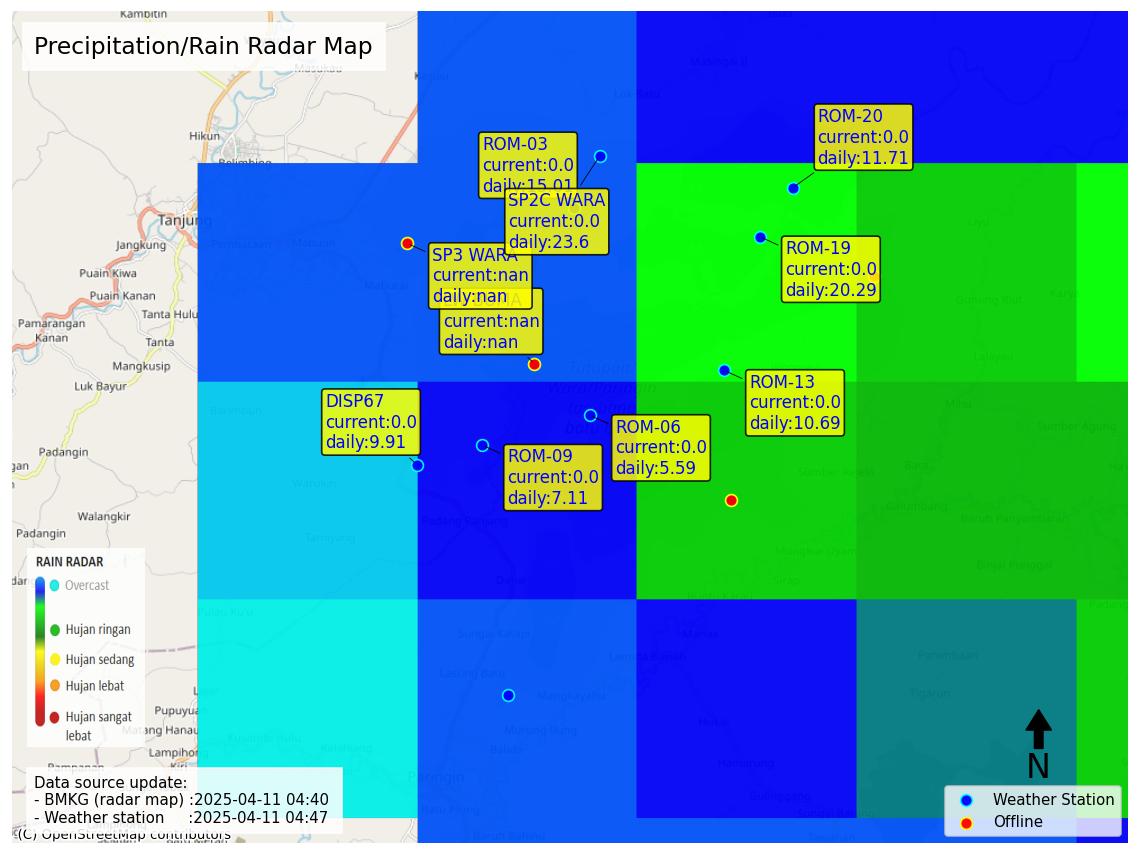 Kambitin
Precipitation/Rain Radar Map
Masukau
Hikun
Belimbing
Tanjung
Jangkung
Puain Kiwa
Puain Kanan
Tanta Hulu
Pamarangan
Kanan
Tanta
Mangkusip
Luk Bayur
Padangin
Walangkir
Padangin
ROM-20
current:0.0
daily:11.71
ROM-03
current:0.0
daily:15.01
SP2C WARA
current:0.0
daily:23.6
SP3 WARA
current:nan
daily:nan
current:nan
daily:nan
ROM-19
current:0.0
daily:20.29
ROM-13
current:0.0
daily:10.69
DISP67
current:0.0
daily:9.91
ROM-06
current:0.0
daily:5.59
ROM-09
current:0.0
daily:7.11
RAIN RADAR
Overcast
Hujan ringan
Hujan sedang
Hujan lebat
Hujan sangat
lebat
Pupuyuan
Matang Hanau
Lampihong
Paringin
Data source update:
- BMKG (radar map) :2025-04-11 04:40
- Weather station :2025-04-11 04:47
(C) OpenStreetMap contributors
N
Weather Station
Offline